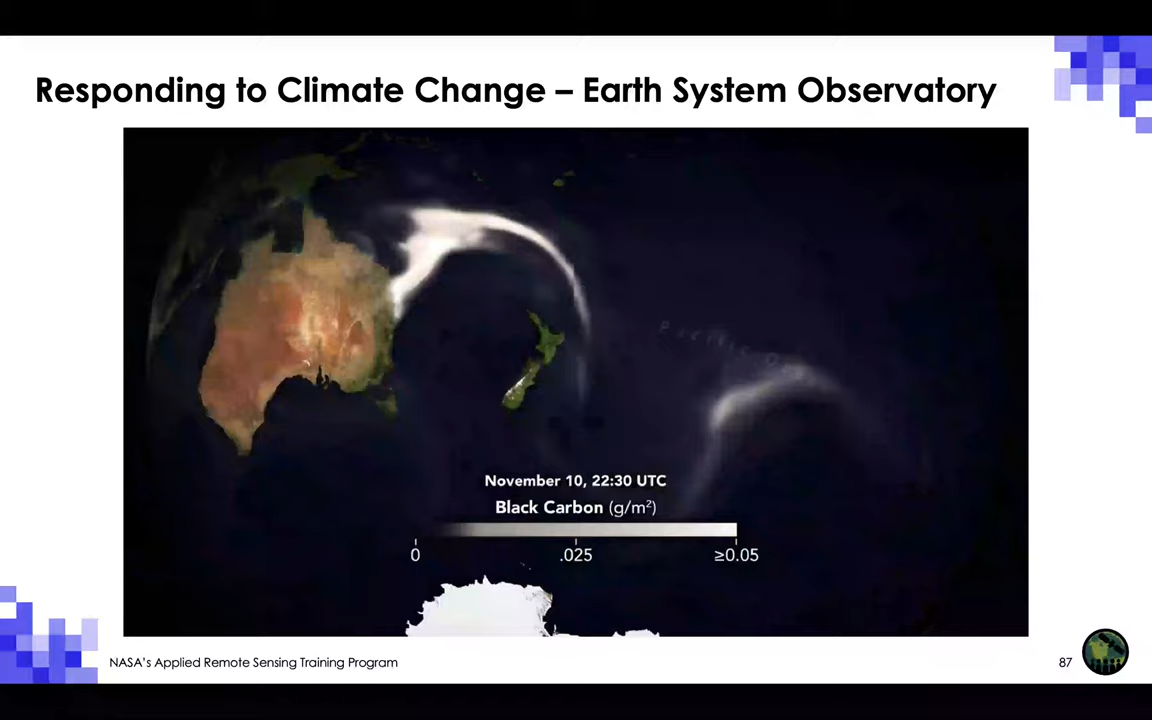 Responding to Climate Change – Earth System Observatory
Pacific O
November 10, 22:30 UTC
Black Carbon (g/m²)
0 .025 ≥0.05
NASA's Applied Remote Sensing Training Program
87